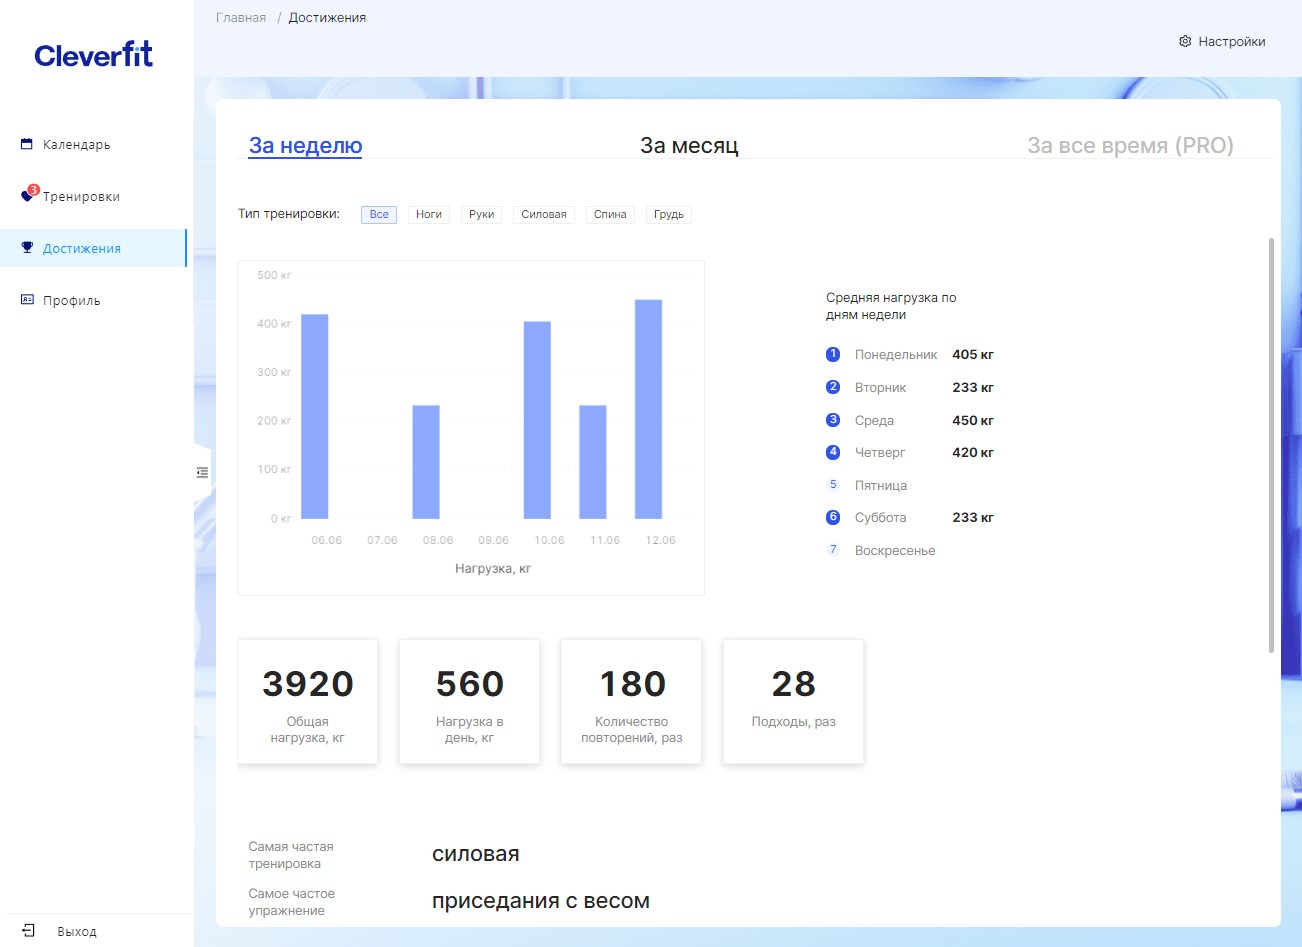 Главная / Достижения
Настройки
Cleverfit
Календарь
3
Тренировки
Достижения
Профиль
Выход
За неделю
За месяц
За все время (PRO)
Тип тренировки: Все Ноги Руки Силовая Спина Грудь
500 кг
400 кг
300 кг
200 кг
100 кг
0 кг
06.06 07.06 08.06 09.06 10.06 11.06 12.06
Нагрузка, кг
Средняя нагрузка по
дням недели
1 Понедельник 405 кг
2 Вторник 233 кг
3 Среда 450 кг
4 Четверг 420 кг
5 Пятница
6 Суббота 233 кг
7 Воскресенье
3920
Общая
нагрузка, кг
560
Нагрузка в
день, кг
180
Количество
повторений, раз
28
Подходы, раз
Самая частая
тренировка
силовая
Самое частое
упражнение
приседания с весом